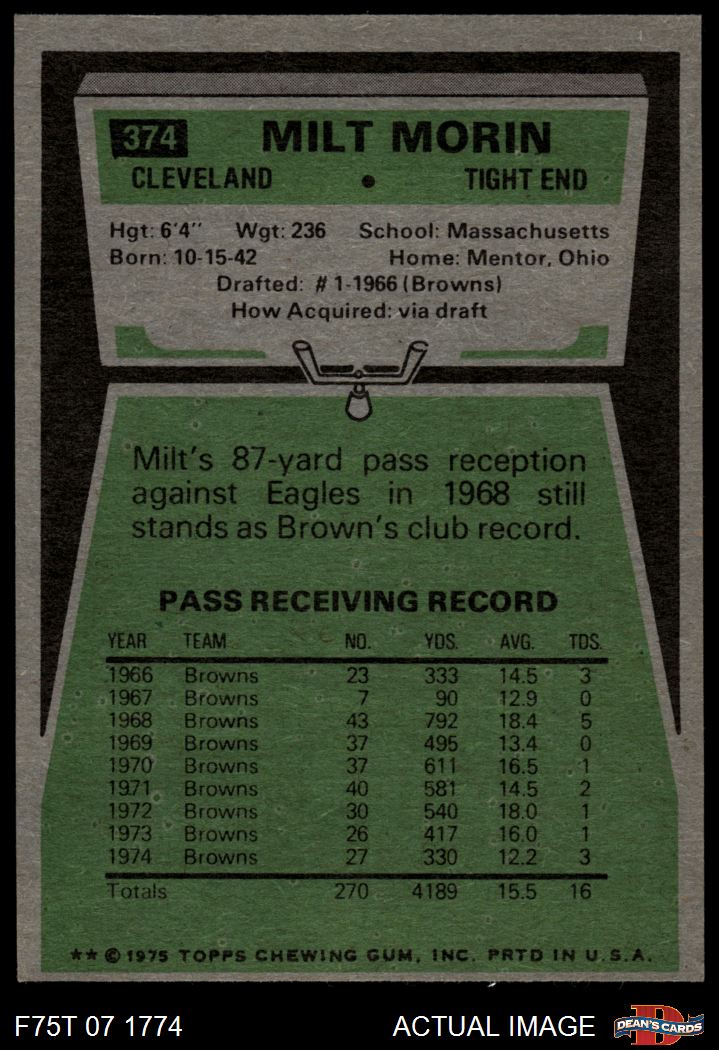 374 MILT MORIN
CLEVELAND • TIGHT END
Hgt: 6'4" Wgt: 236 School: Massachusetts
Born: 10-15-42 Home: Mentor, Ohio
Drafted: #1-1966 (Browns)
How Acquired: via draft
Milt's 87-yard pass reception
against Eagles in 1968 still
stands as Brown's club record.
PASS RECEIVING RECORD
YEAR TEAM NO. YDS. AVG. TDS.
1966 Browns 23 333 14.5 3
1967 Browns 7 90 12.9 0
1968 Browns 43 792 18.4 5
1969 Browns 37 495 13.4 0
1970 Browns 37 611 16.5 1
1971 Browns 40 581 14.5 2
1972 Browns 30 540 18.0 1
1973 Browns 26 417 16.0 1
1974 Browns 27 330 12.2 3
Totals 270 4189 15.5 16
** © 1975 TOPPS CHEWING GUM, INC. PRTD IN U.S.A.
F75T 07 1774 ACTUAL IMAGE DEAN'S CARDS